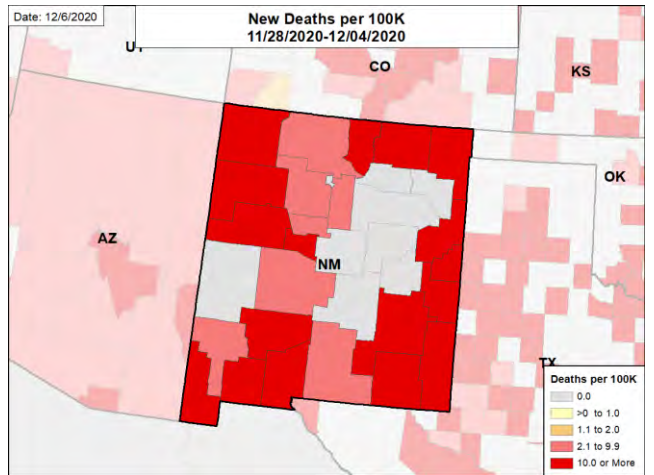 Date: 12/6/2020
New Deaths per 100K
11/28/2020-12/04/2020
UT
CO
KS
OK
AZ
NM
TX
Deaths per 100K
0.0
>0 to 1.0
1.1 to 2.0
2.1 to 9.9
10.0 or More